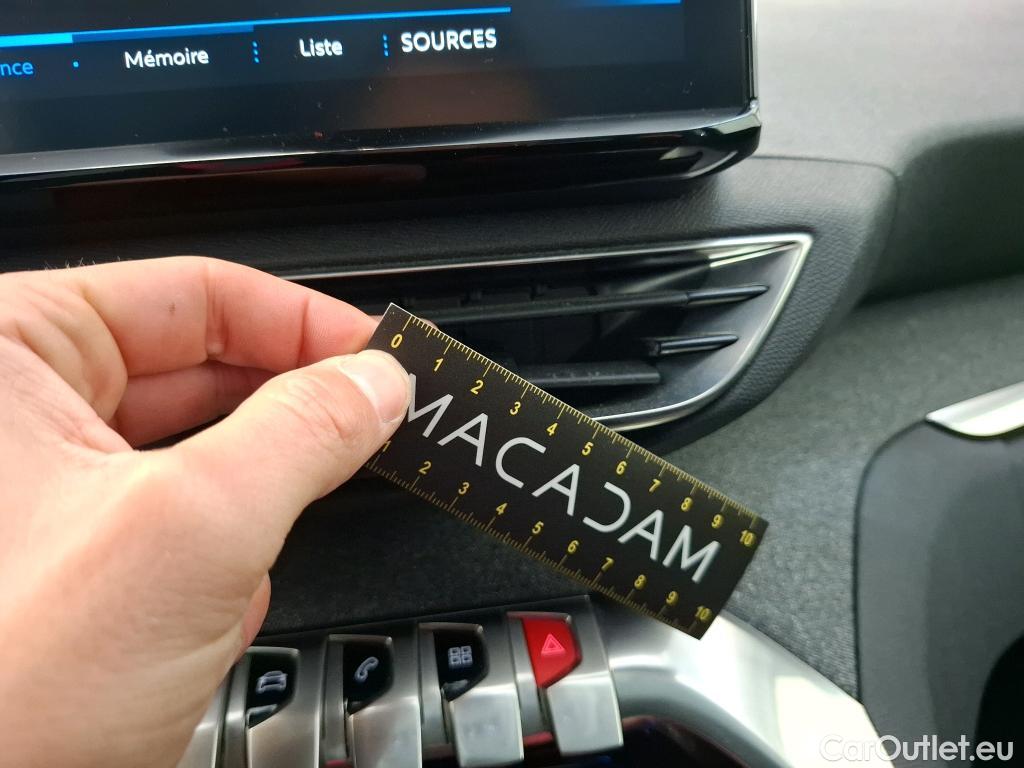 nce · Mémoire Liste SOURCES
0 1 2 3 4 5 6 7 8 9 10
MACADAM
1 2 3 4 5 6 7 8 9 10
CarOutlet.eu